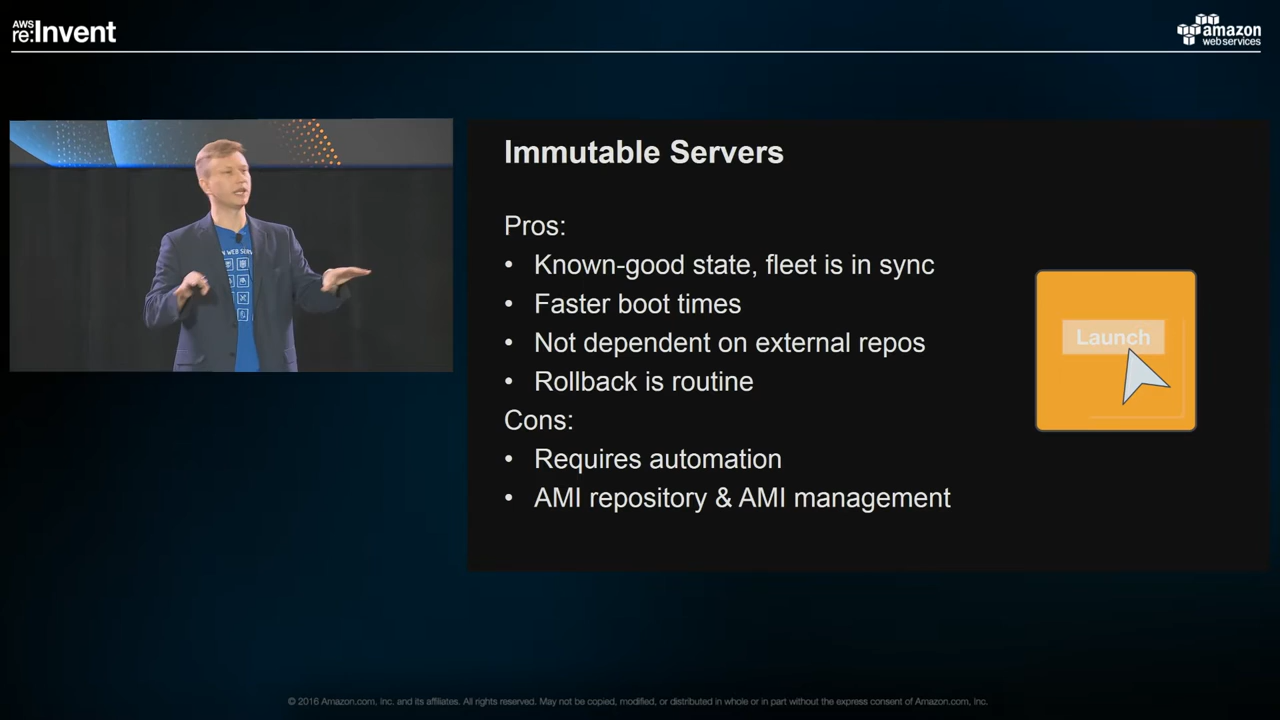 AWS
re:Invent
amazon
web services
Immutable Servers
Pros:
• Known-good state, fleet is in sync
• Faster boot times
• Not dependent on external repos
• Rollback is routine
Cons:
• Requires automation
• AMI repository & AMI management
Launch
WEB SERV
© 2016 Amazon.com, Inc. and its affiliates. All rights reserved. May not be copied, modified, or distributed in whole or in part without the express consent of Amazon.com, Inc.